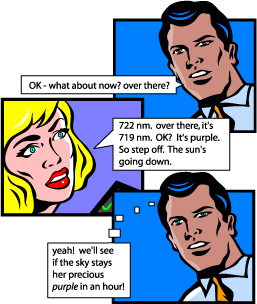 OK - what about now? over there?
722 nm. over there, it's
719 nm. OK? It's purple.
So step off. The sun's
going down.
yeah! we'll see
if the sky stays
her precious
purple in an hour!